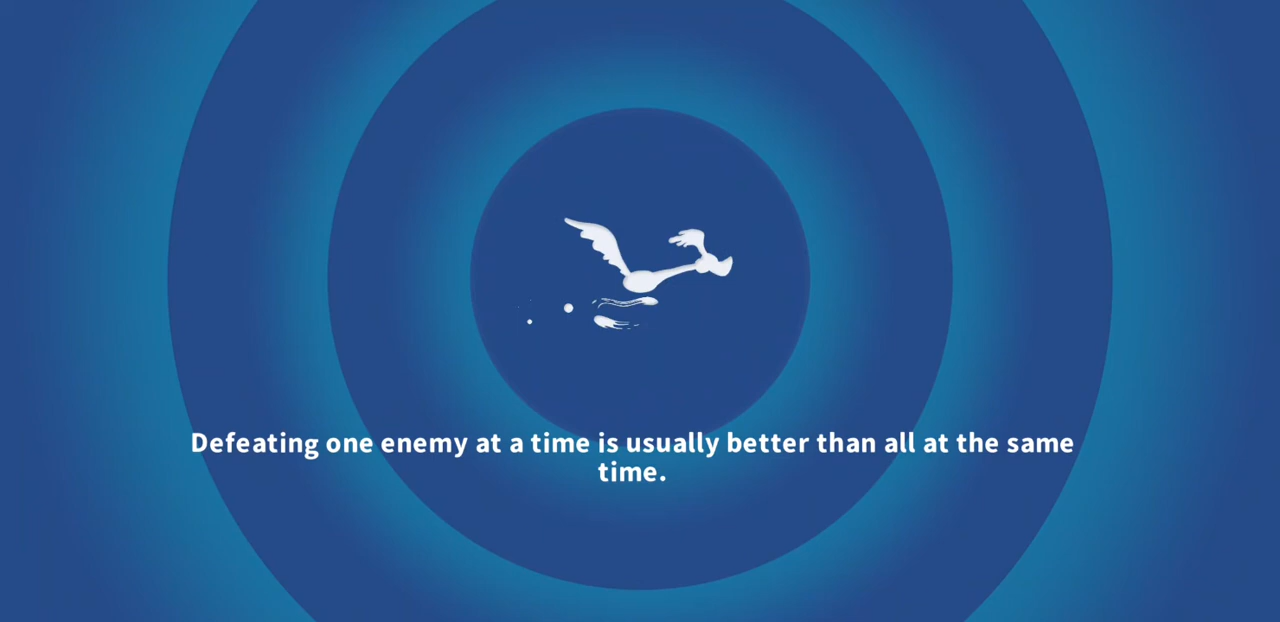 Defeating one enemy at a time is usually better than all at the same
time.